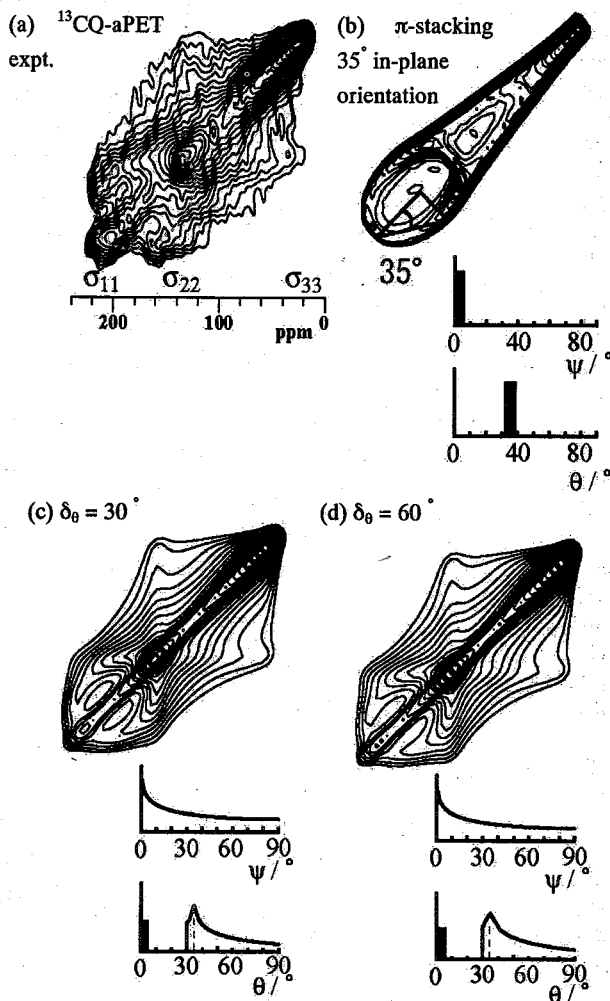 (a) ¹³CQ-aPET
expt.
σ₁₁ σ₂₂ σ₃₃
200 100 0
ppm
(b) π-stacking
35° in-plane
orientation
35°
0 40 80
ψ / °
0 40 80
θ / °
(c) δ_θ = 30°
0 30 60 90
ψ / °
0 30 60 90
θ / °
(d) δ_θ = 60°
0 30 60 90
ψ / °
0 30 60 90
θ / °